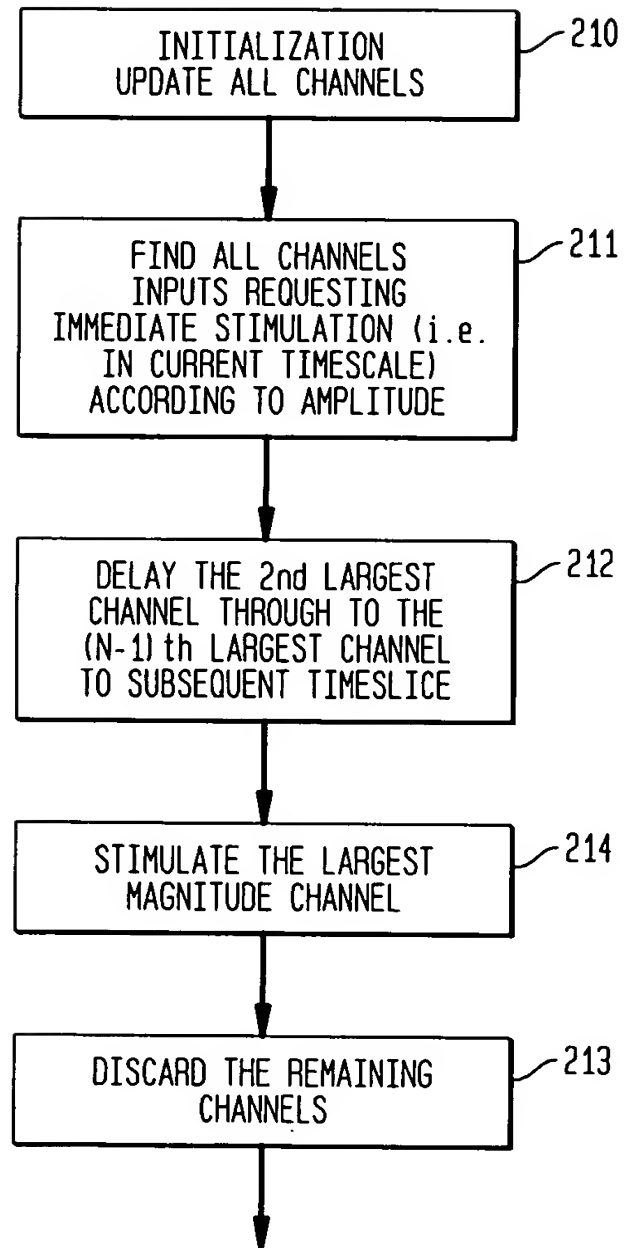 INITIALIZATION
UPDATE ALL CHANNELS
210
FIND ALL CHANNELS
INPUTS REQUESTING
IMMEDIATE STIMULATION (i.e.
IN CURRENT TIMESCALE)
ACCORDING TO AMPLITUDE
211
DELAY THE 2nd LARGEST
CHANNEL THROUGH TO THE
(N-1)th LARGEST CHANNEL
TO SUBSEQUENT TIMESLICE
212
STIMULATE THE LARGEST
MAGNITUDE CHANNEL
214
DISCARD THE REMAINING
CHANNELS
213